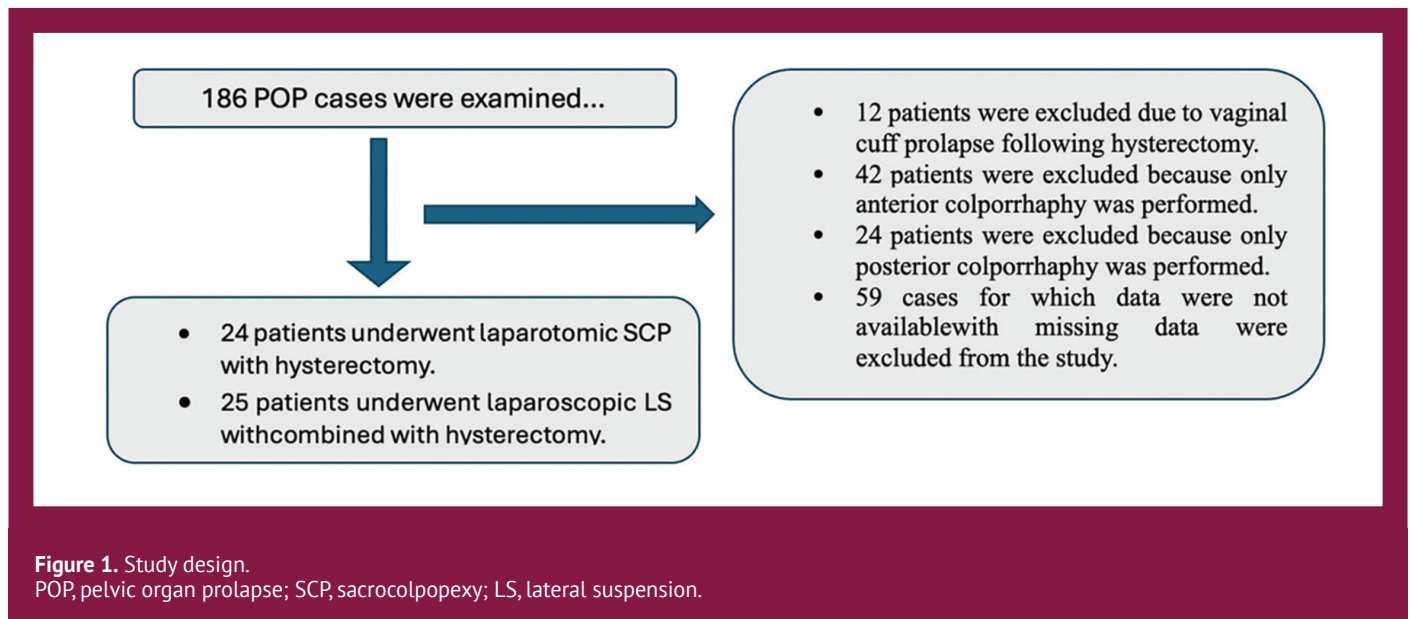 186 POP cases were examined...
• 12 patients were excluded due to vaginal
cuff prolapse following hysterectomy.
• 42 patients were excluded because only
anterior colporrhaphy was performed.
• 24 patients were excluded because only
posterior colporrhaphy was performed.
• 59 cases for which data were not
availablewith missing data were
excluded from the study.
• 24 patients underwent laparotomic SCP
with hysterectomy.
• 25 patients underwent laparoscopic LS
withcombined with hysterectomy.
Figure 1. Study design.
POP, pelvic organ prolapse; SCP, sacrocolpopexy; LS, lateral suspension.